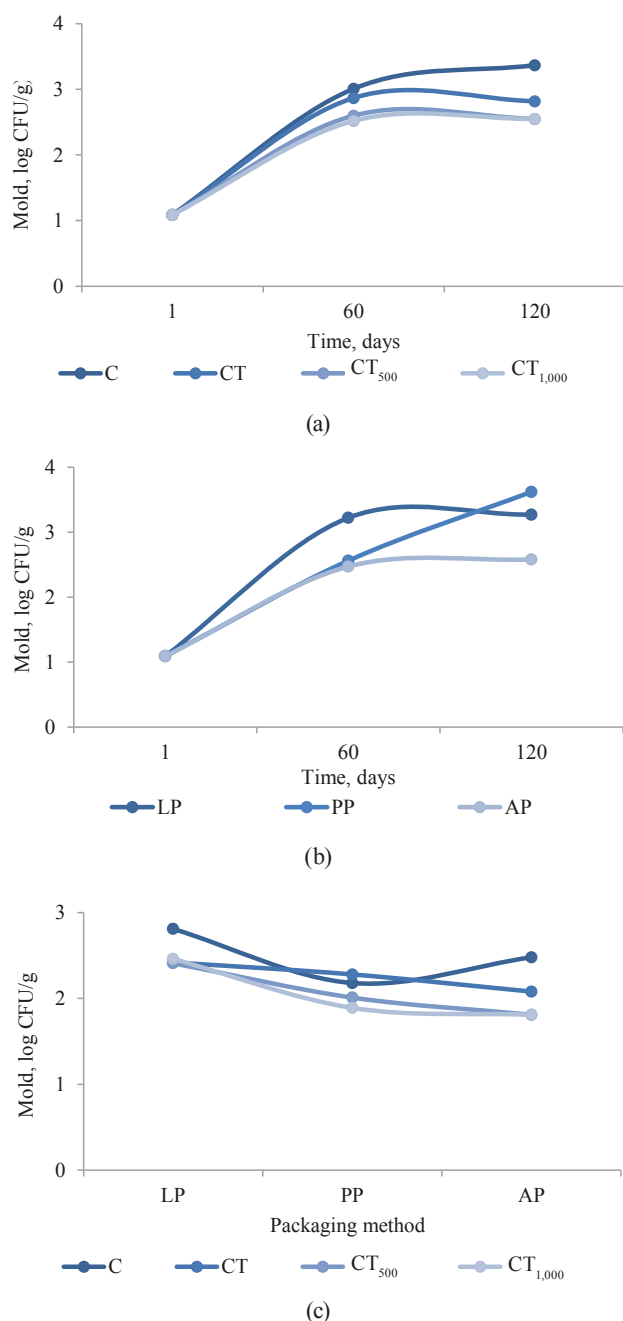 4
3
2
1
0
Mold, log CFU/g
1 60 120
Time, days
C CT CT₅₀₀ CT₁,₀₀₀
(a)
4
3
2
1
0
Mold, log CFU/g
1 60 120
Time, days
LP PP AP
(b)
3
2
1
0
Mold, log CFU/g
LP PP AP
Packaging method
C CT CT₅₀₀ CT₁,₀₀₀
(c)